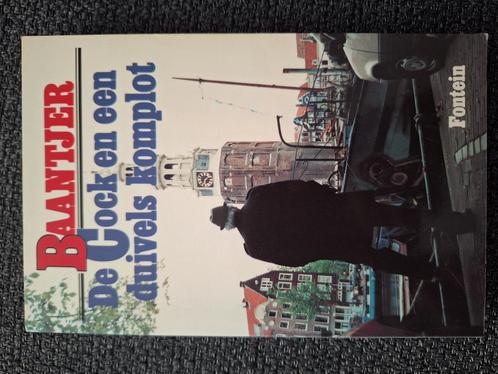 BAANTJER
De Cock en een
duivels komplot
Fontein